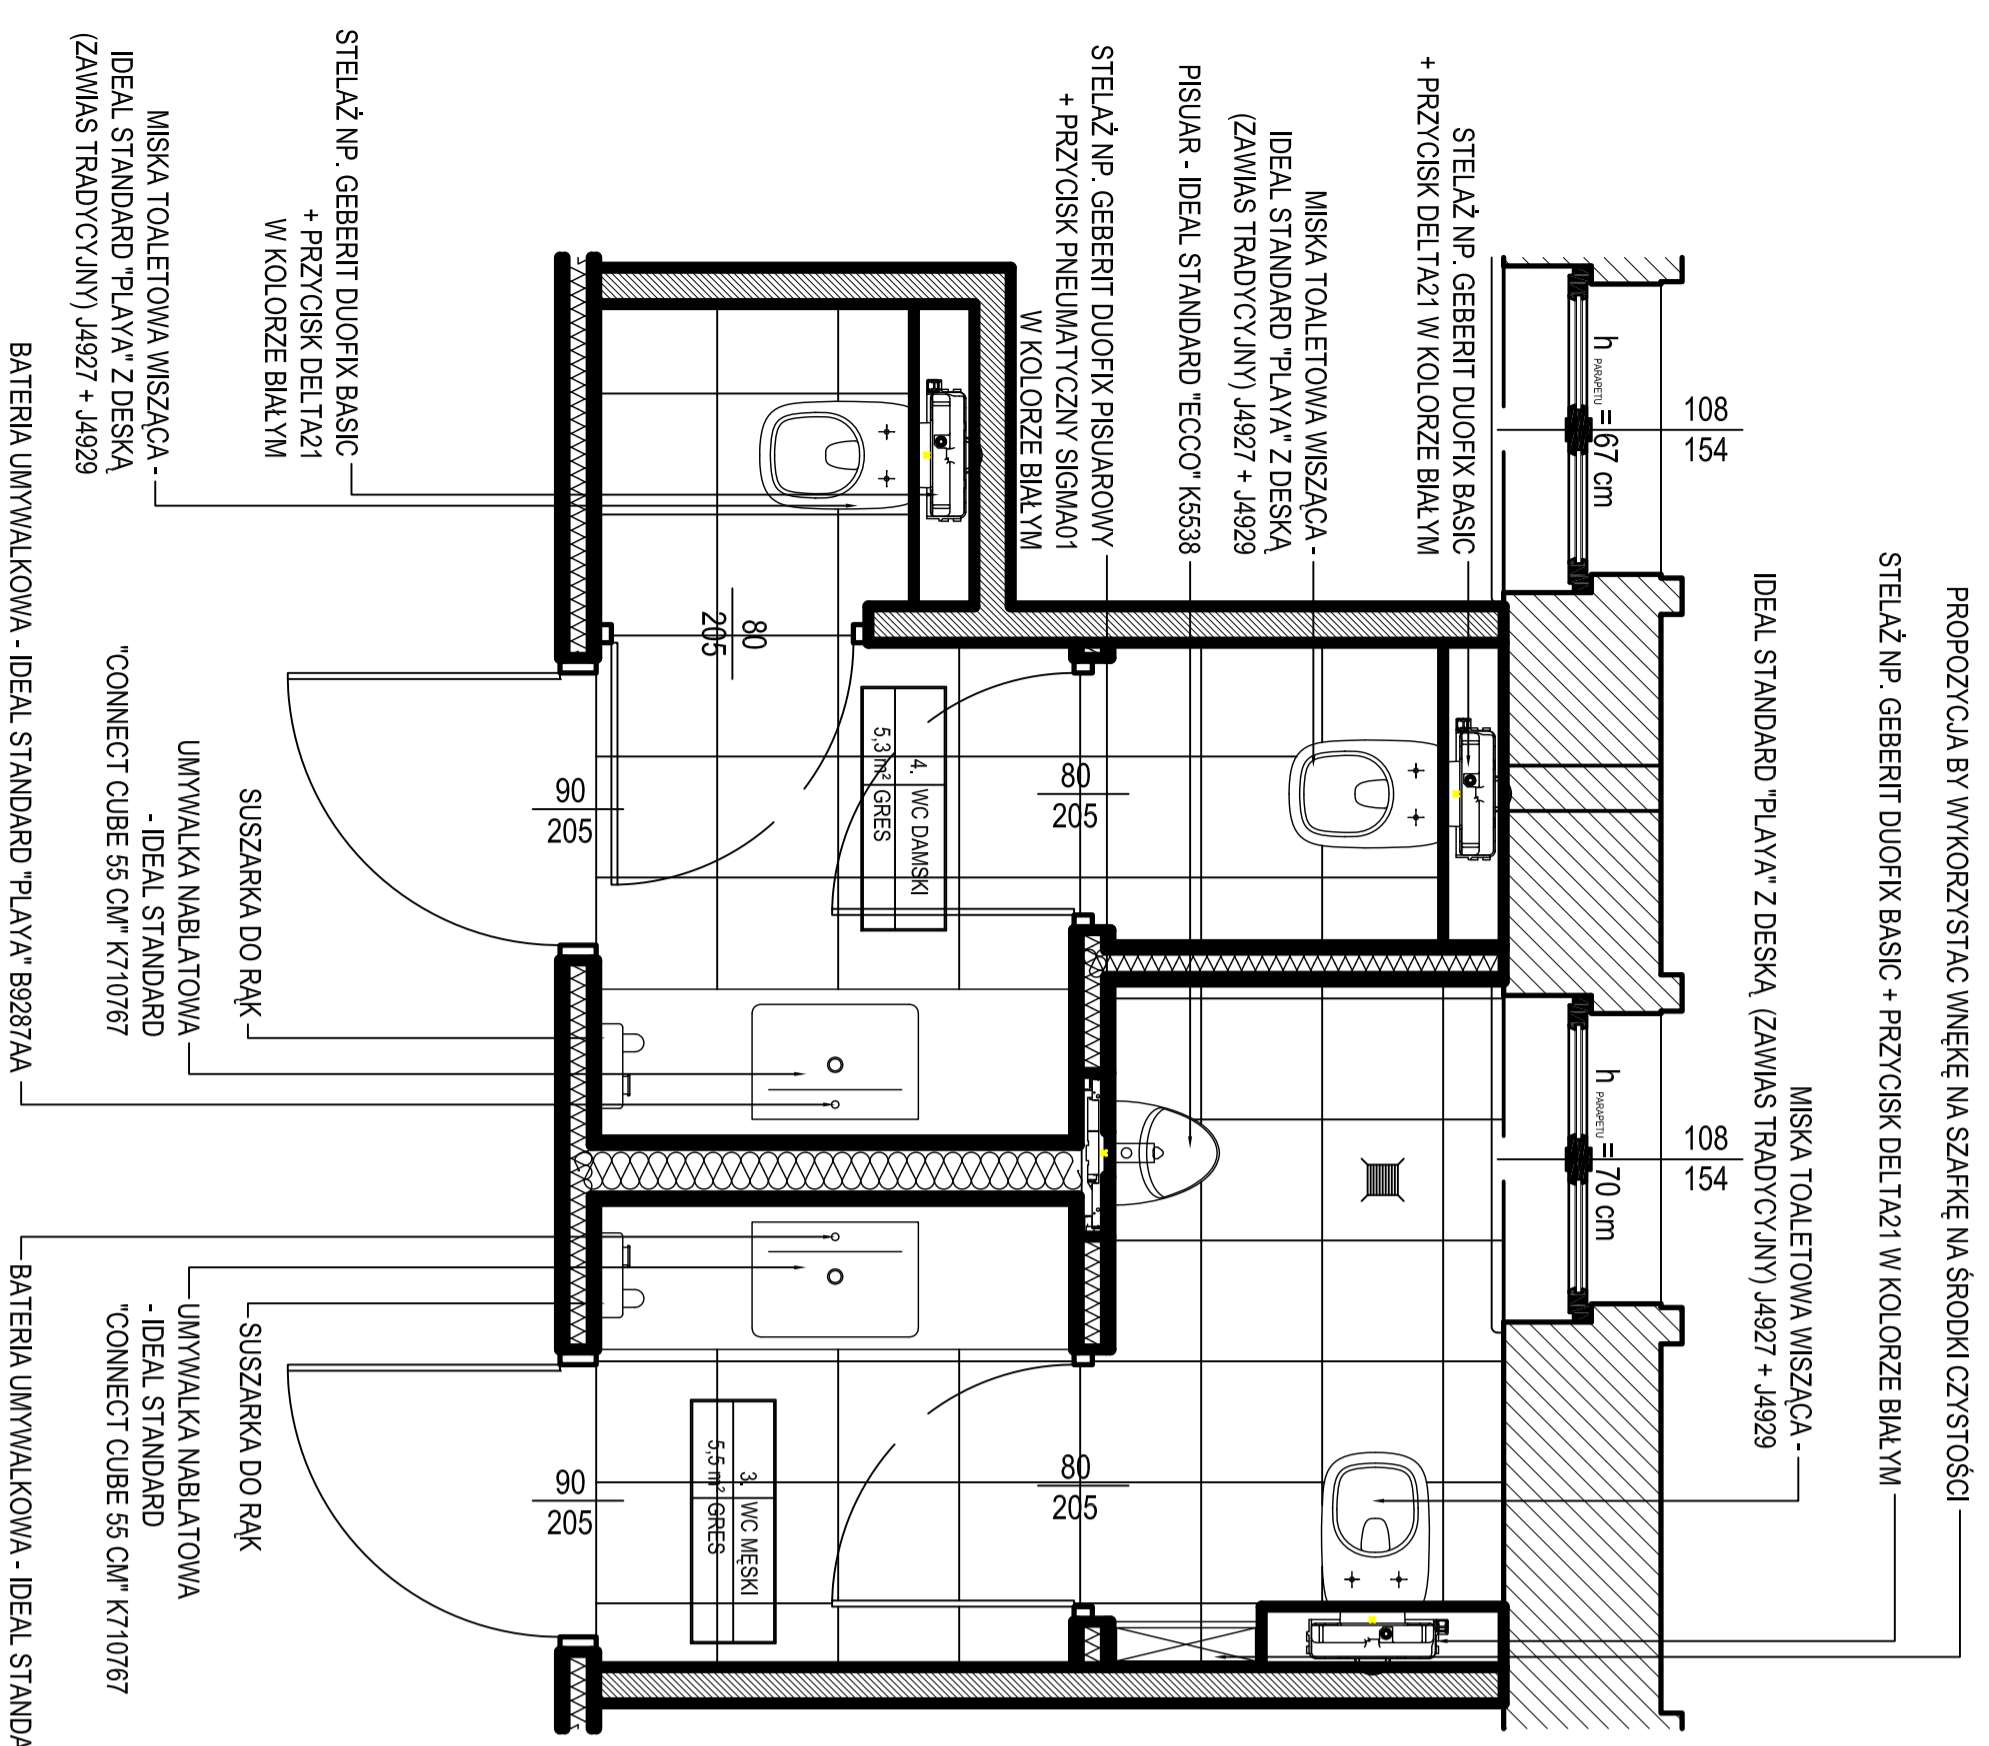 PROPOZYCJA BY WYKORZYSTAC WNĘKĘ NA SZAFKĘ NA ŚRODKI CZYSTOŚCI
STELAŻ NP. GEBERIT DUOFIX BASIC + PRZYCISK DELTA21 W KOLORZE BIAŁYM
MISKA TOALETOWA WISZĄCA -
IDEAL STANDARD "PLAYA" Z DESKĄ (ZAWIAS TRADYCYJNY) J4927 + J4929
108
154
h PARAPETU = 67 cm
108
154
h PARAPETU = 70 cm
STELAŻ NP. GEBERIT DUOFIX BASIC
+ PRZYCISK DELTA21 W KOLORZE BIAŁYM
MISKA TOALETOWA WISZĄCA -
IDEAL STANDARD "PLAYA" Z DESKĄ
(ZAWIAS TRADYCYJNY) J4927 + J4929
PISUAR - IDEAL STANDARD "ECCO" K5538
STELAŻ NP. GEBERIT DUOFIX PISUAROWY
+ PRZYCISK PNEUMATYCZNY SIGMA01
W KOLORZE BIAŁYM
80
205
80
205
4. WC DAMSKI
5,3 m² GRES
80
205
3. WC MĘSKI
5,5 m² GRES
90
205
90
205
STELAŻ NP. GEBERIT DUOFIX BASIC
+ PRZYCISK DELTA21
W KOLORZE BIAŁYM
MISKA TOALETOWA WISZĄCA -
IDEAL STANDARD "PLAYA" Z DESKĄ
(ZAWIAS TRADYCYJNY) J4927 + J4929
SUSZARKA DO RĄK
UMYWALKA NABLATOWA
- IDEAL STANDARD
"CONNECT CUBE 55 CM" K710767
BATERIA UMYWALKOWA - IDEAL STANDARD "PLAYA" B9287AA
SUSZARKA DO RĄK
UMYWALKA NABLATOWA
- IDEAL STANDARD
"CONNECT CUBE 55 CM" K710767
BATERIA UMYWALKOWA - IDEAL STANDA